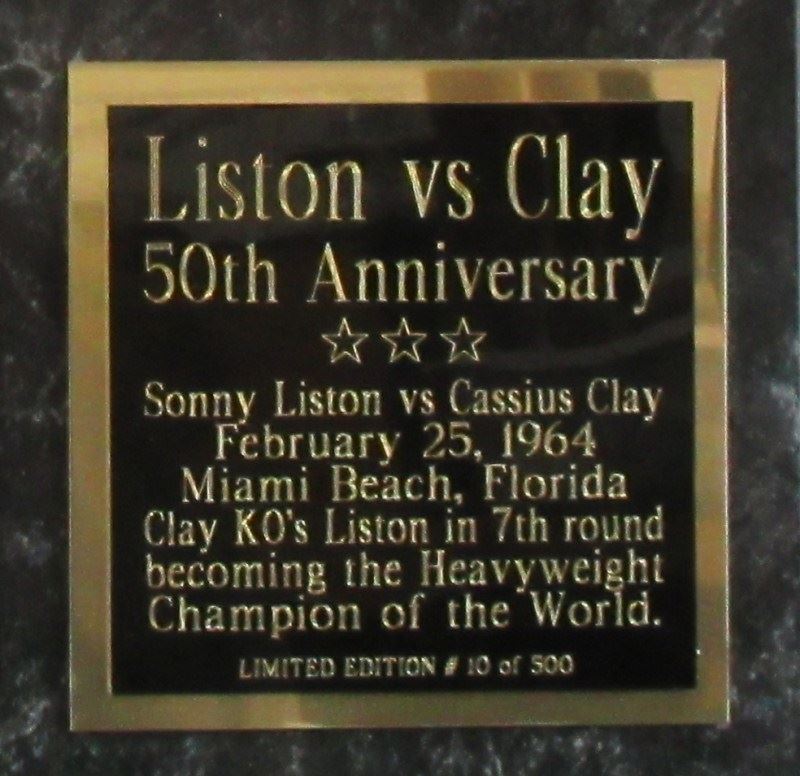 Liston vs Clay
50th Anniversary
☆☆☆
Sonny Liston vs Cassius Clay
February 25, 1964
Miami Beach, Florida
Clay KO's Liston in 7th round
becoming the Heavyweight
Champion of the World.
LIMITED EDITION # 10 of 500